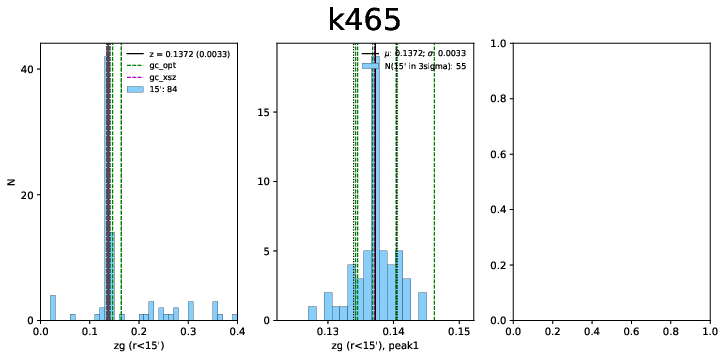 k465
z = 0.1372 (0.0033)
gc_opt
gc_xsz
15': 84
N
0
20
40
0.0 0.1 0.2 0.3 0.4
zg (r<15')
μ: 0.1372; σ: 0.0033
N(15' in 3sigma): 55
0
5
10
15
0.13 0.14 0.15
zg (r<15'), peak1
1.0
0.8
0.6
0.4
0.2
0.0
0.0 0.2 0.4 0.6 0.8 1.0